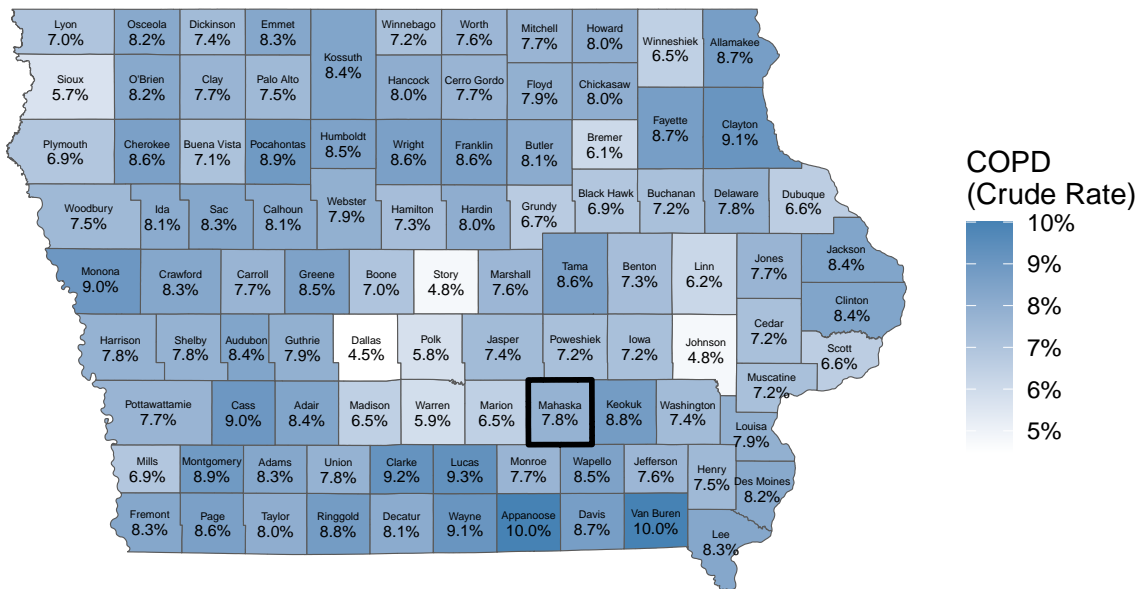 Lyon
7.0%
Osceola
8.2%
Dickinson
7.4%
Emmet
8.3%
Kossuth
8.4%
Winnebago
7.2%
Worth
7.6%
Mitchell
7.7%
Howard
8.0%
Winneshiek
6.5%
Allamakee
8.7%
Sioux
5.7%
O'Brien
8.2%
Clay
7.7%
Palo Alto
7.5%
Hancock
8.0%
Cerro Gordo
7.7%
Floyd
7.9%
Chickasaw
8.0%
Fayette
8.7%
Clayton
9.1%
Plymouth
6.9%
Cherokee
8.6%
Buena Vista
7.1%
Pocahontas
8.9%
Humboldt
8.5%
Wright
8.6%
Franklin
8.6%
Butler
8.1%
Bremer
6.1%
Woodbury
7.5%
Ida
8.1%
Sac
8.3%
Calhoun
8.1%
Webster
7.9%
Hamilton
7.3%
Hardin
8.0%
Grundy
6.7%
Black Hawk
6.9%
Buchanan
7.2%
Delaware
7.8%
Dubuque
6.6%
Monona
9.0%
Crawford
8.3%
Carroll
7.7%
Greene
8.5%
Boone
7.0%
Story
4.8%
Marshall
7.6%
Tama
8.6%
Benton
7.3%
Linn
6.2%
Jones
7.7%
Jackson
8.4%
Clinton
8.4%
Harrison
7.8%
Shelby
7.8%
Audubon
8.4%
Guthrie
7.9%
Dallas
4.5%
Polk
5.8%
Jasper
7.4%
Poweshiek
7.2%
Iowa
7.2%
Johnson
4.8%
Cedar
7.2%
Scott
6.6%
Muscatine
7.2%
Pottawattamie
7.7%
Cass
9.0%
Adair
8.4%
Madison
6.5%
Warren
5.9%
Marion
6.5%
Mahaska
7.8%
Keokuk
8.8%
Washington
7.4%
Louisa
7.9%
Mills
6.9%
Montgomery
8.9%
Adams
8.3%
Union
7.8%
Clarke
9.2%
Lucas
9.3%
Monroe
7.7%
Wapello
8.5%
Jefferson
7.6%
Henry
7.5%
Des Moines
8.2%
Fremont
8.3%
Page
8.6%
Taylor
8.0%
Ringgold
8.8%
Decatur
8.1%
Wayne
9.1%
Appanoose
10.0%
Davis
8.7%
Van Buren
10.0%
Lee
8.3%
COPD
(Crude Rate)
10%
9%
8%
7%
6%
5%